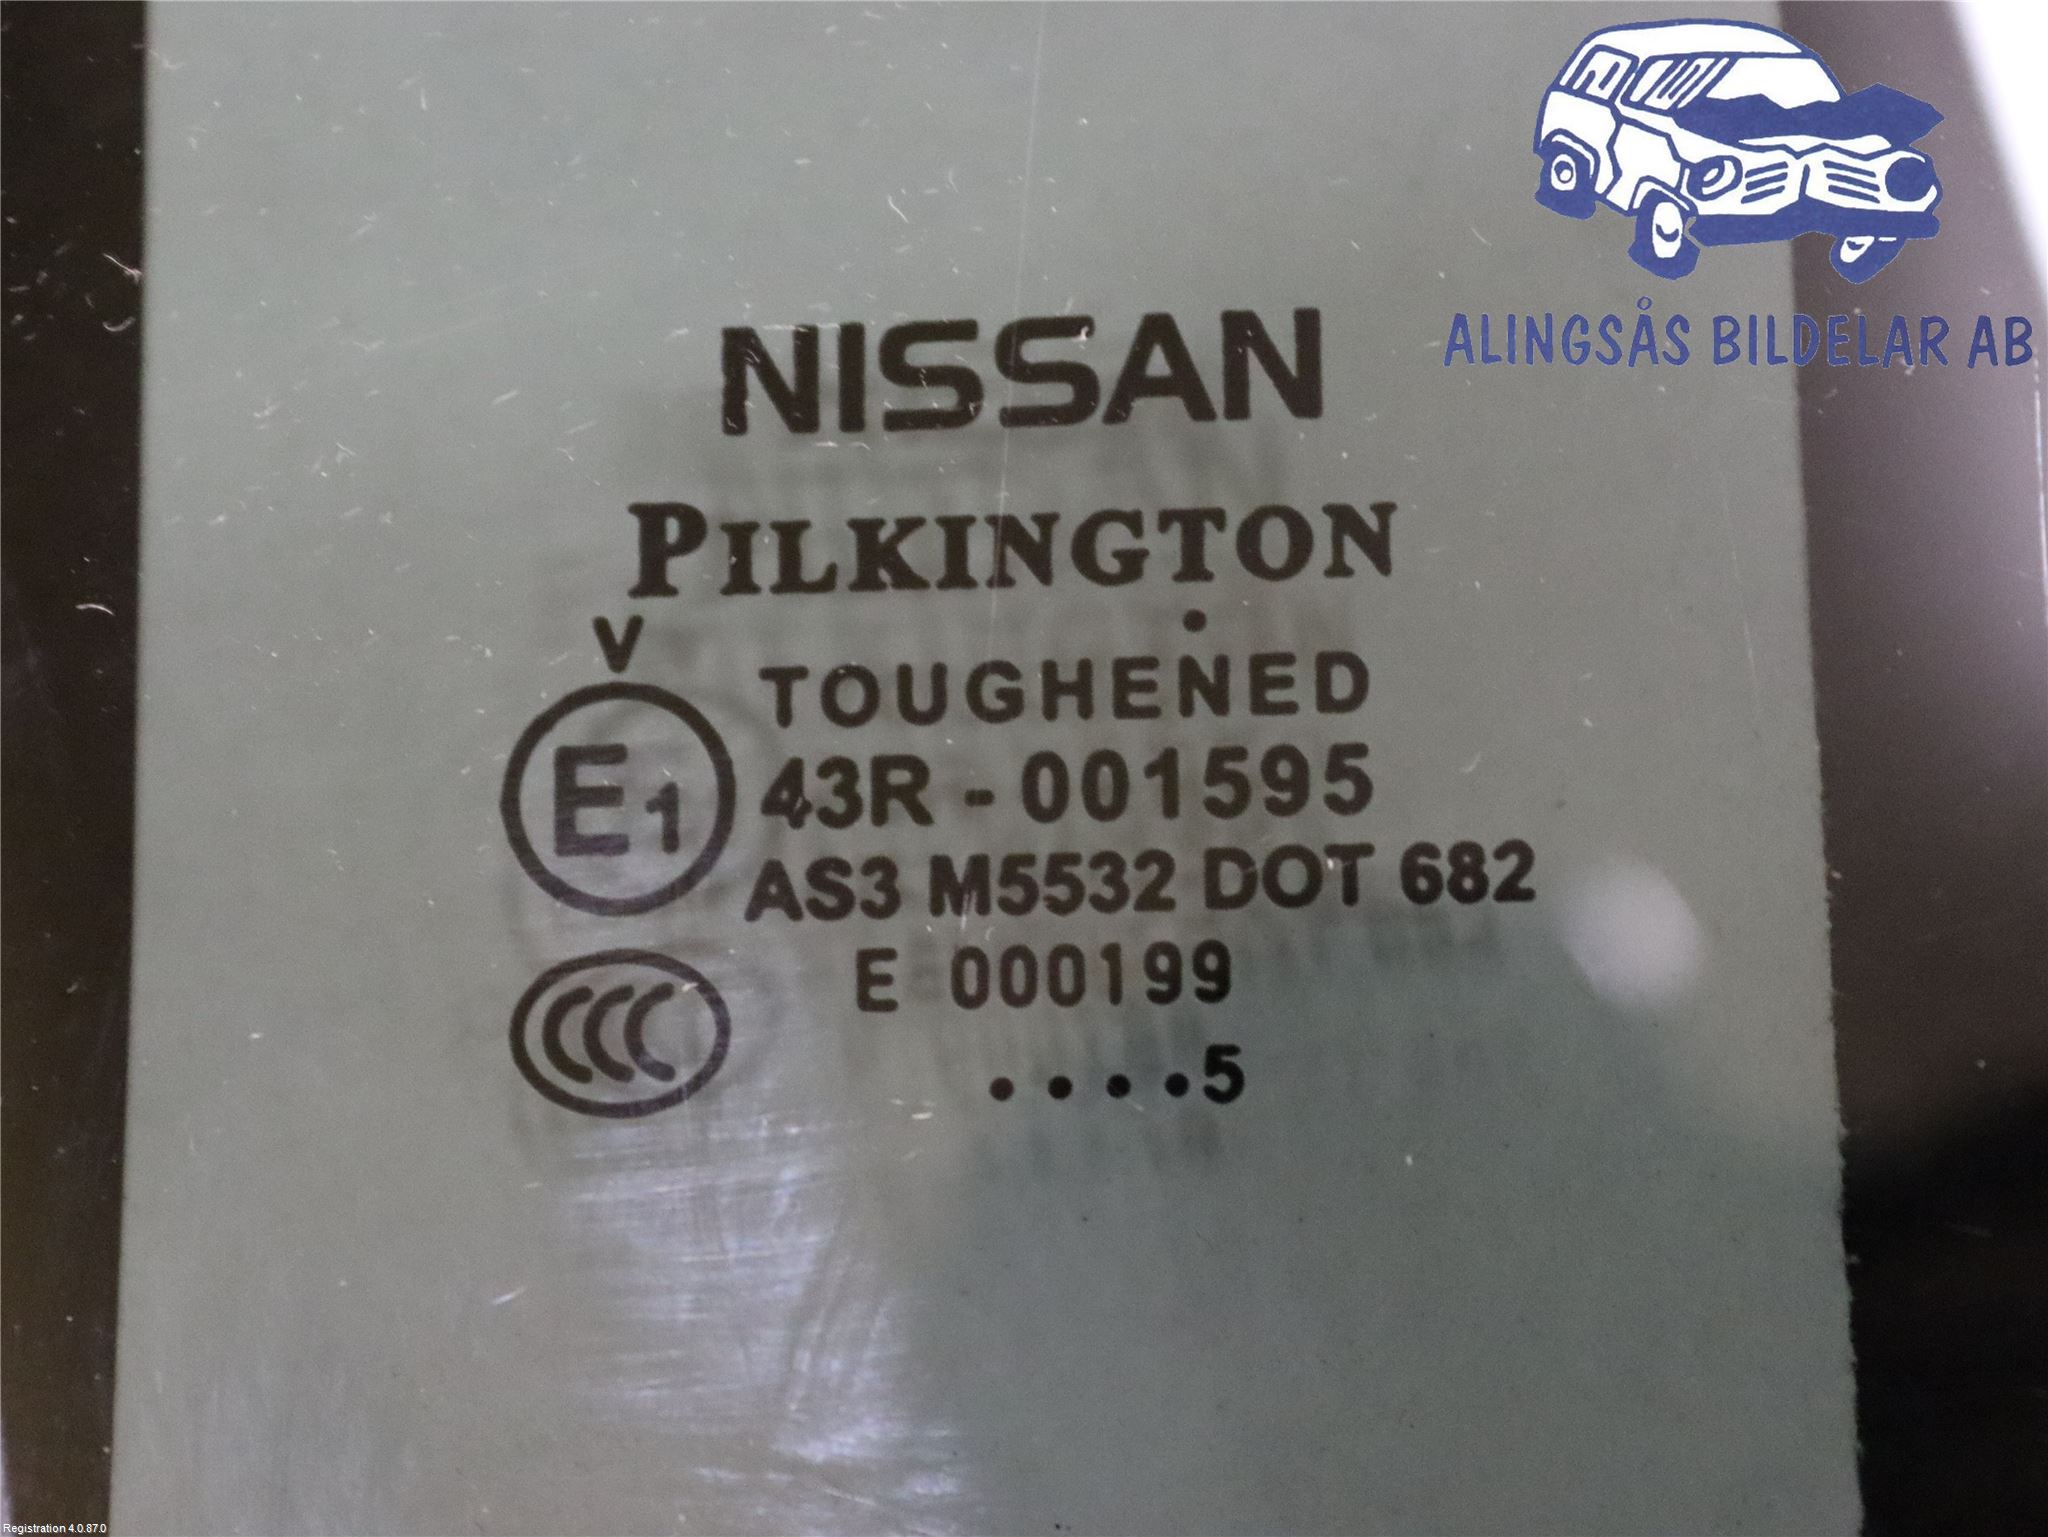 ALINGSÅS BILDELAR AB
NISSAN
PILKINGTON
V
.
TOUGHENED
E1
43R - 001595
AS3 M5532 DOT 682
E 000199
CCC
....5
Registration 4.0.87.0